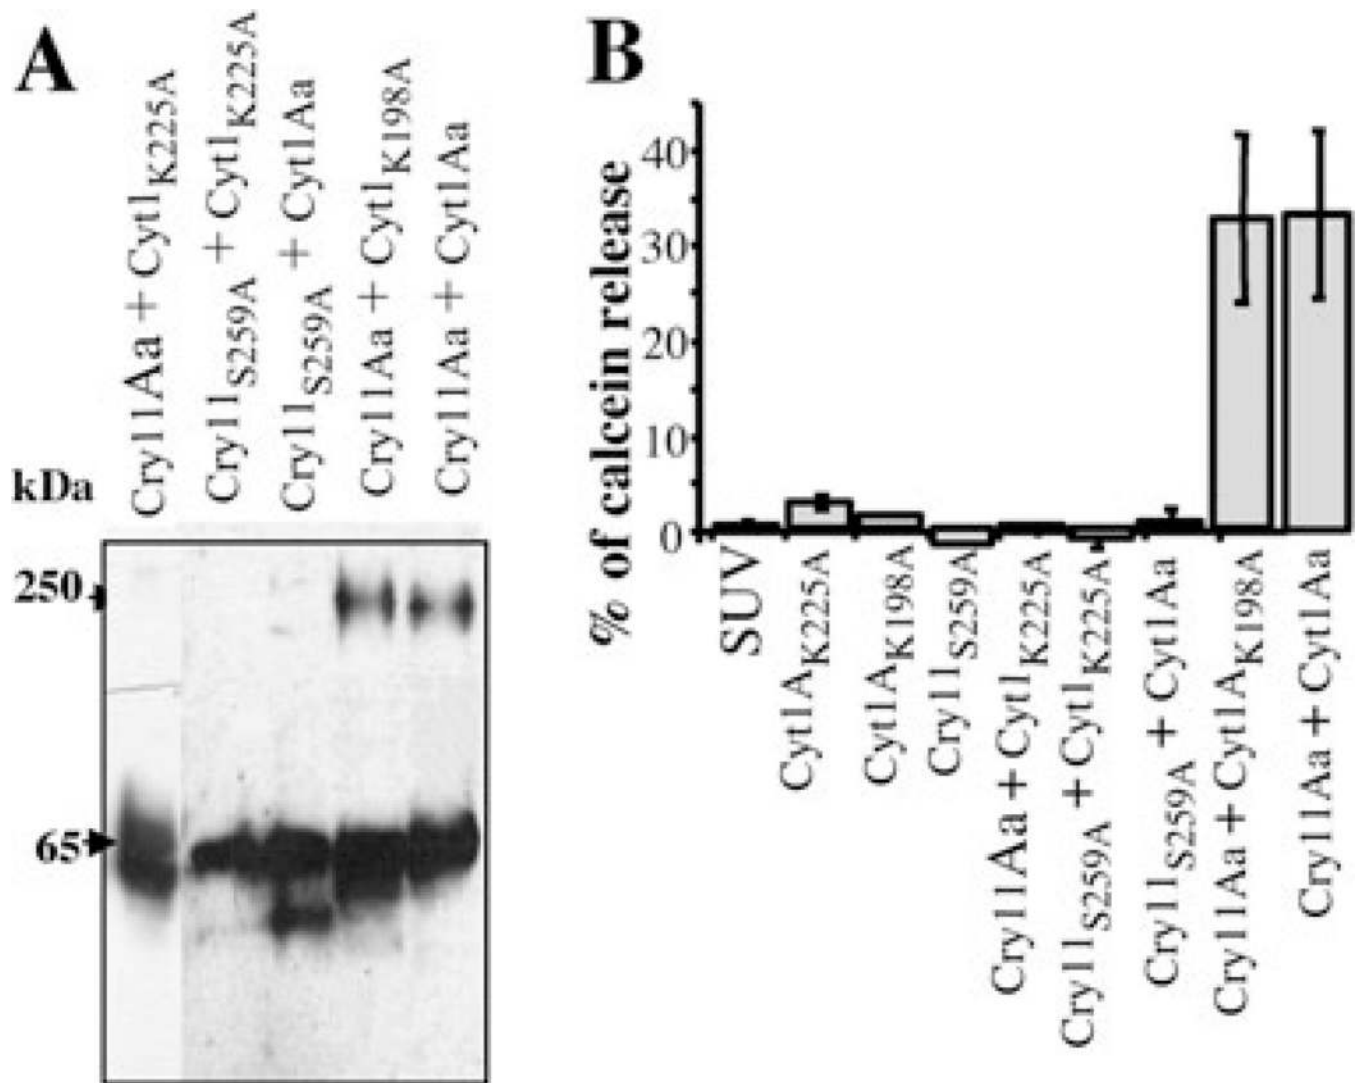 A
Cry11Aa + Cyt1K225A
Cry11S259A + Cyt1K225A
Cry11S259A + Cyt1Aa
Cry11Aa + Cyt1K198A
Cry11Aa + Cyt1Aa
kDa
250
65
B
% of calcein release
40
30
20
10
0
SUV
Cyt1AK225A
Cyt1AK198A
Cry11S259A
Cry11Aa + Cyt1K225A
Cry11S259A + Cyt1K225A
Cry11S259A + Cyt1Aa
Cry11Aa + Cyt1AK198A
Cry11Aa + Cyt1Aa